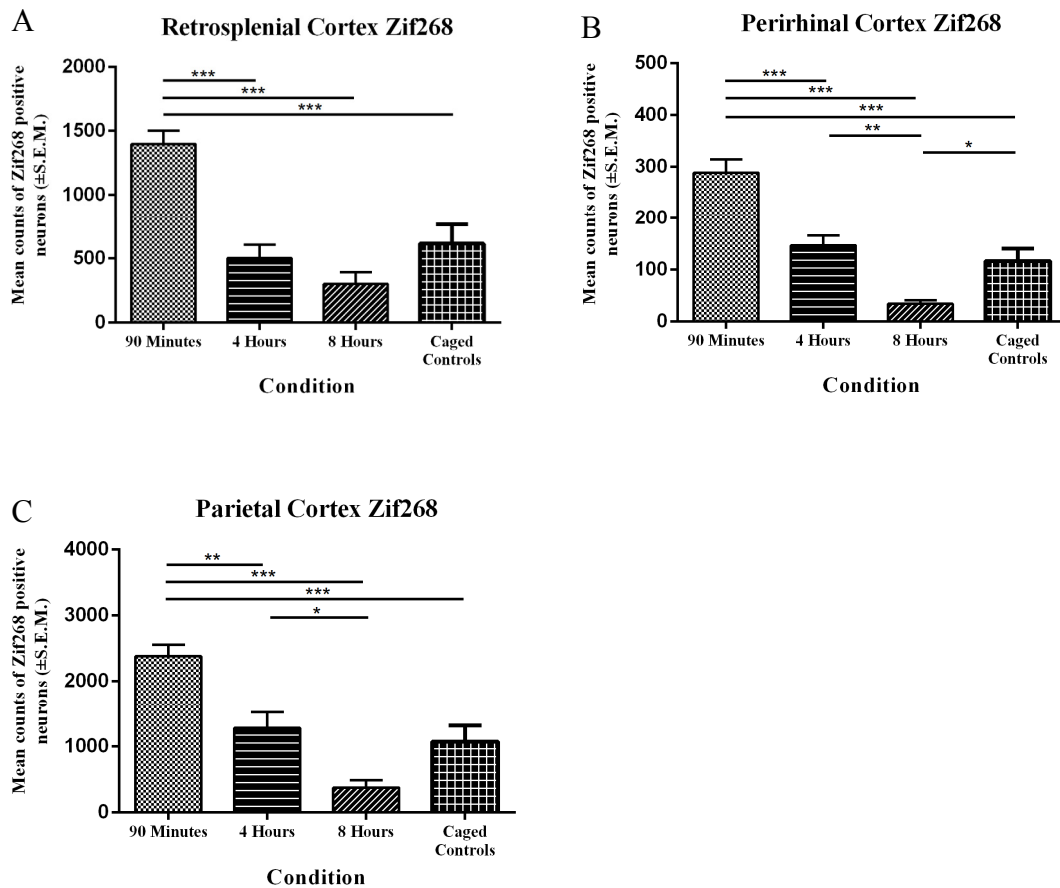 A
Retrosplenial Cortex Zif268
Mean counts of Zif268 positive
neurons (±S.E.M.)
2000
1500
1000
500
0
***
***
***
90 Minutes
4 Hours
8 Hours
Caged
Controls
Condition
B
Perirhinal Cortex Zif268
Mean counts of Zif268 positive
neurons (±S.E.M.)
500
400
300
200
100
0
***
***
***
**
*
90 Minutes
4 Hours
8 Hours
Caged
Controls
Condition
C
Parietal Cortex Zif268
Mean counts of Zif268 positive
neurons (±S.E.M.)
4000
3000
2000
1000
0
**
***
***
*
90 Minutes
4 Hours
8 Hours
Caged
Controls
Condition